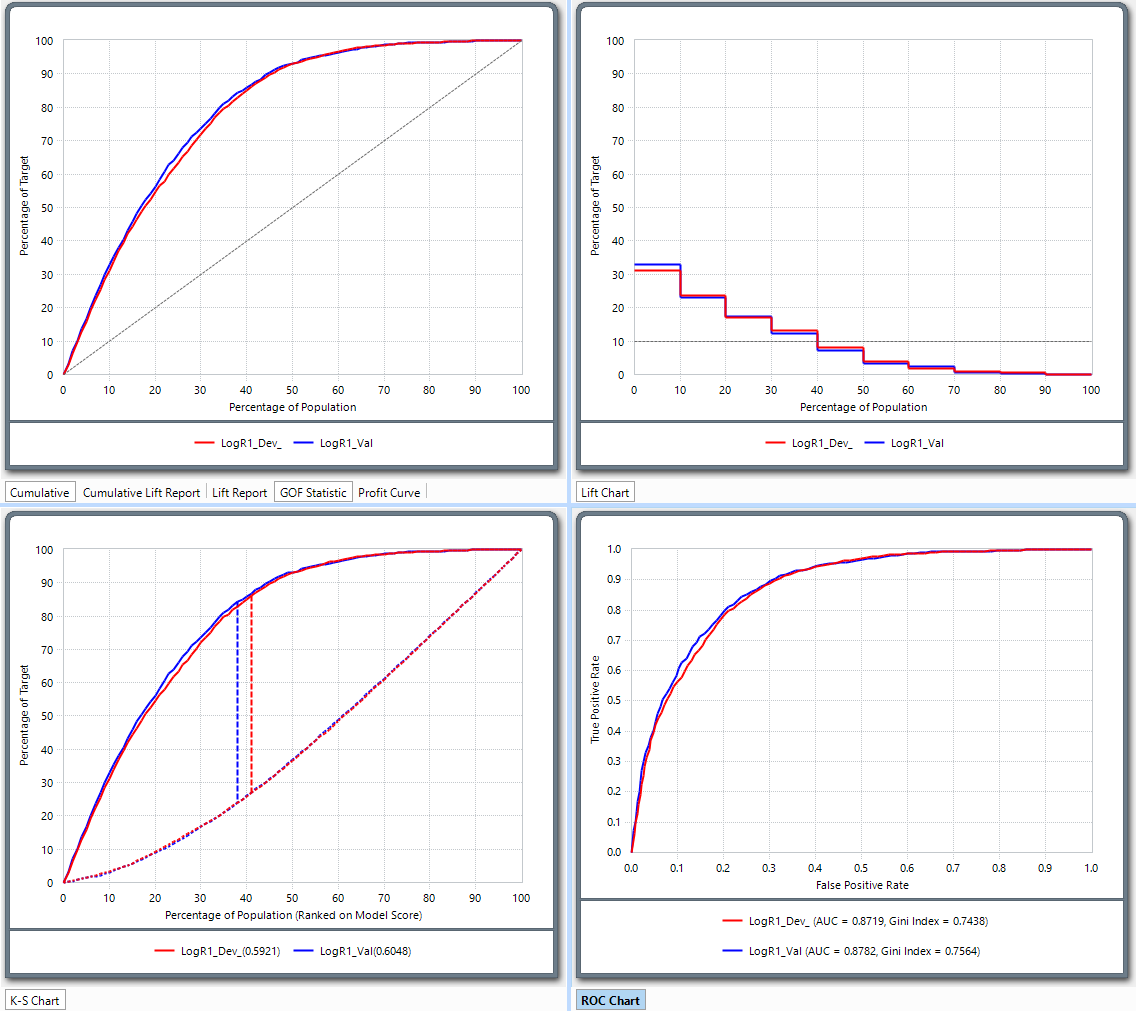 100
90
80
70
60
50
40
30
20
10
0
Percentage of Target
0 10 20 30 40 50 60 70 80 90 100
Percentage of Population
LogR1_Dev_ LogR1_Val
Cumulative Cumulative Lift Report Lift Report GOF Statistic Profit Curve
100
90
80
70
60
50
40
30
20
10
0
Percentage of Target
0 10 20 30 40 50 60 70 80 90 100
Percentage of Population
LogR1_Dev_ LogR1_Val
Lift Chart
100
90
80
70
60
50
40
30
20
10
0
Percentage of Target
0 10 20 30 40 50 60 70 80 90 100
Percentage of Population (Ranked on Model Score)
LogR1_Dev_(0.5921) LogR1_Val(0.6048)
K-S Chart
1.0
0.9
0.8
0.7
0.6
0.5
0.4
0.3
0.2
0.1
0.0
True Positive Rate
0.0 0.1 0.2 0.3 0.4 0.5 0.6 0.7 0.8 0.9 1.0
False Positive Rate
LogR1_Dev_ (AUC = 0.8719, Gini Index = 0.7438)
LogR1_Val (AUC = 0.8782, Gini Index = 0.7564)
ROC Chart